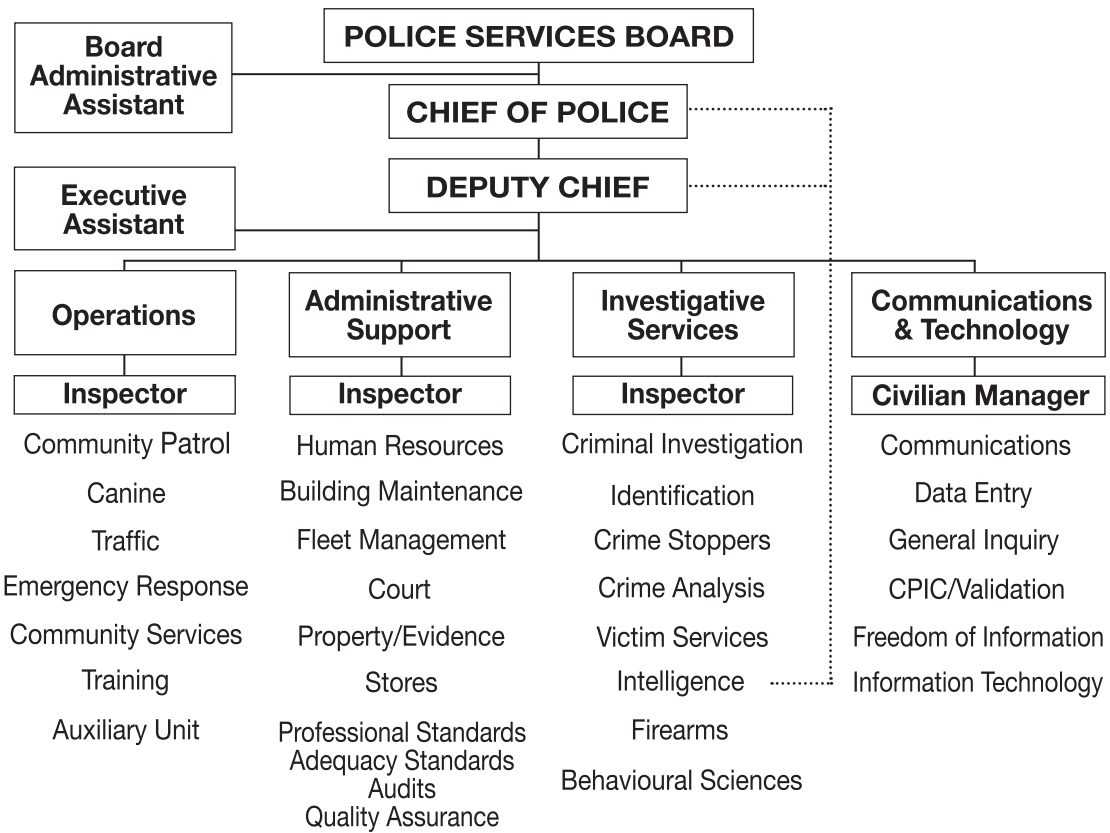 POLICE SERVICES BOARD
Board
Administrative
Assistant
CHIEF OF POLICE
DEPUTY CHIEF
Executive
Assistant
Operations
Inspector
Community Patrol
Canine
Traffic
Emergency Response
Community Services
Training
Auxiliary Unit
Administrative
Support
Inspector
Human Resources
Building Maintenance
Fleet Management
Court
Property/Evidence
Stores
Professional Standards
Adequacy Standards
Audits
Quality Assurance
Investigative
Services
Inspector
Criminal Investigation
Identification
Crime Stoppers
Crime Analysis
Victim Services
Intelligence
Firearms
Behavioural Sciences
Communications
& Technology
Civilian Manager
Communications
Data Entry
General Inquiry
CPIC/Validation
Freedom of Information
Information Technology